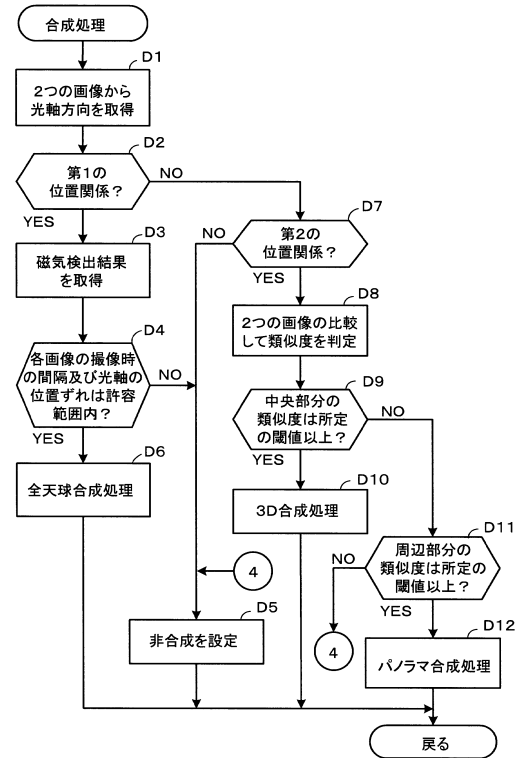 合成処理
D1
2つの画像から
光軸方向を取得
D2
第1の
位置関係?
NO
YES
D3
磁気検出結果
を取得
D4
各画像の撮像時
の間隔及び光軸の
位置ずれは許容
範囲内?
NO
YES
D6
全天球合成処理
D7
第2の
位置関係?
NO
YES
D8
2つの画像の比較
して類似度を判定
D9
中央部分の
類似度は所定
の閾値以上?
NO
YES
D10
3D合成処理
D11
周辺部分の
類似度は所定の
閾値以上?
NO
YES
4
4
D5
非合成を設定
D12
パノラマ合成処理
戻る